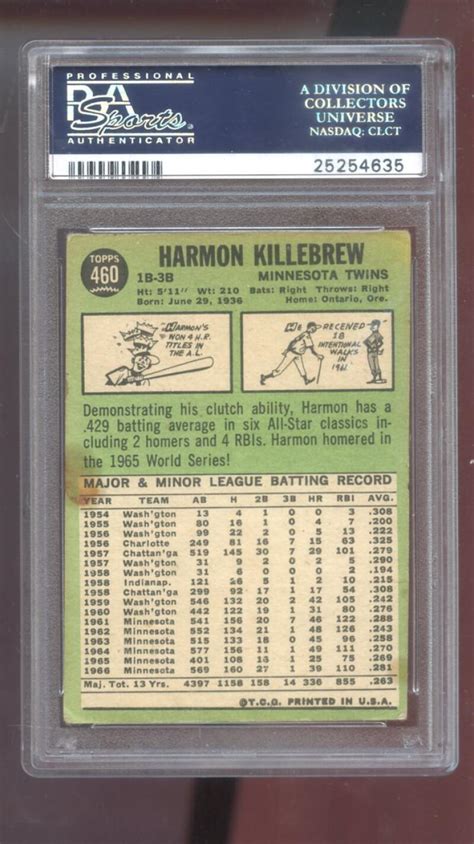 PROFESSIONAL
PSA
Sports
AUTHENTICATOR
A DIVISION OF
COLLECTORS
UNIVERSE
NASDAQ: CLCT
25254635
TOPPS
460
HARMON KILLEBREW
1B-3B MINNESOTA TWINS
Ht: 5'11" Wt: 210 Bats: Right Throws: Right
Born: June 29, 1936 Home: Ontario, Ore.
HARMON'S
WON 4 H.R.
TITLES IN
THE A.L.
HE RECEIVED
18
INTENTIONAL
WALKS IN
1961.
Demonstrating his clutch ability, Harmon has a
.429 batting average in six All-Star classics in-
cluding 2 homers and 4 RBIs. Harmon homered in
the 1965 World Series!
MAJOR & MINOR LEAGUE BATTING RECORD
YEAR TEAM AB H 2B 3B HR RBI AVG.
1954 Wash'gton 13 4 1 0 0 3 .308
1955 Wash'gton 80 16 1 0 4 7 .200
1956 Wash'gton 99 22 2 0 5 13 .222
1956 Charlotte 249 81 16 7 15 63 .325
1957 Chattan'ga 519 145 30 7 29 101 .279
1957 Wash'gton 31 9 2 0 2 5 .290
1958 Wash'gton 31 6 0 0 0 2 .194
1958 Indianap. 121 26 5 1 2 10 .215
1958 Chattan'ga 299 92 17 1 17 54 .308
1959 Wash'gton 546 132 20 2 42 105 .242
1960 Wash'gton 442 122 19 1 31 80 .276
1961 Minnesota 541 156 20 7 46 122 .288
1962 Minnesota 552 134 21 1 48 126 .243
1963 Minnesota 515 133 18 0 45 96 .258
1964 Minnesota 577 156 11 1 49 111 .270
1965 Minnesota 401 108 16 1 25 75 .269
1966 Minnesota 569 160 27 1 39 110 .281
Maj. Tot. 13 Yrs. 4397 1158 158 14 336 855 .263
©T.C.G. PRINTED IN U.S.A.